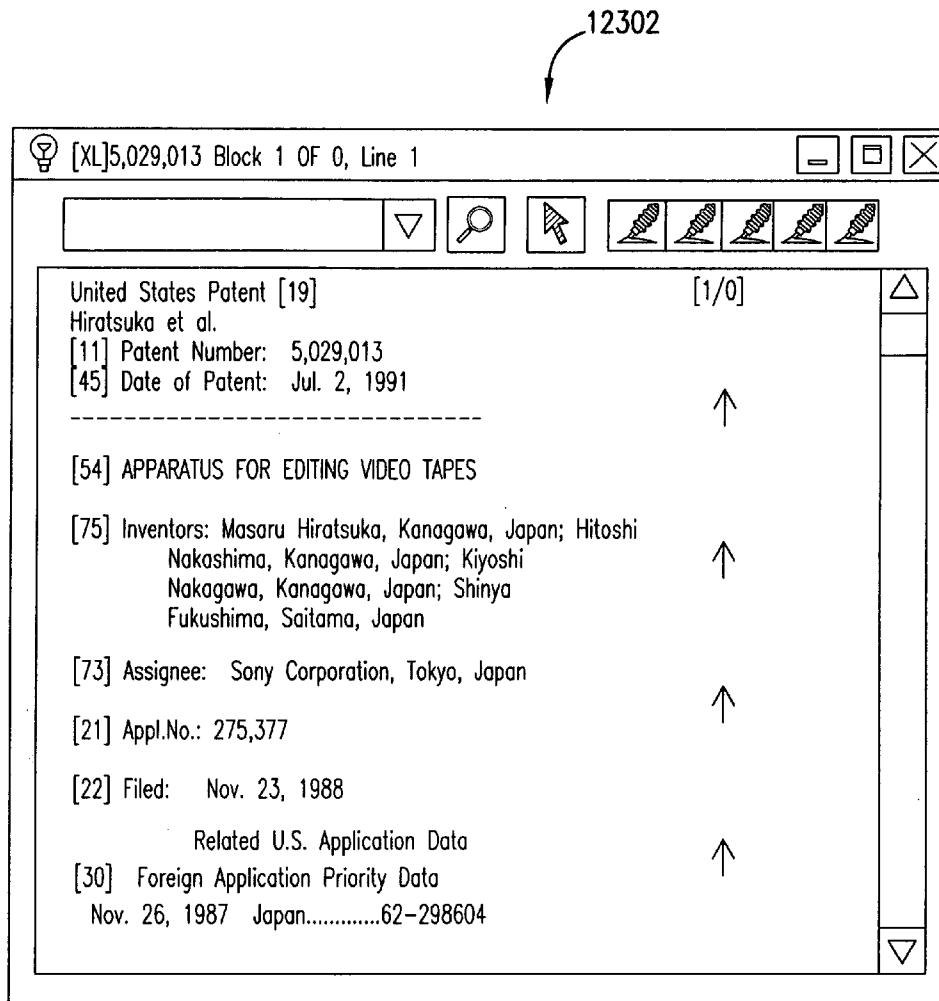 12302
[XL]5,029,013 Block 1 OF 0, Line 1
United States Patent [19] [1/0]
Hiratsuka et al.
[11] Patent Number: 5,029,013
[45] Date of Patent: Jul. 2, 1991
----------------------------------
[54] APPARATUS FOR EDITING VIDEO TAPES
[75] Inventors: Masaru Hiratsuka, Kanagawa, Japan; Hitoshi
Nakashima, Kanagawa, Japan; Kiyoshi
Nakagawa, Kanagawa, Japan; Shinya
Fukushima, Saitama, Japan
[73] Assignee: Sony Corporation, Tokyo, Japan
[21] Appl.No.: 275,377
[22] Filed: Nov. 23, 1988
Related U.S. Application Data
[30] Foreign Application Priority Data
Nov. 26, 1987 Japan.............62-298604